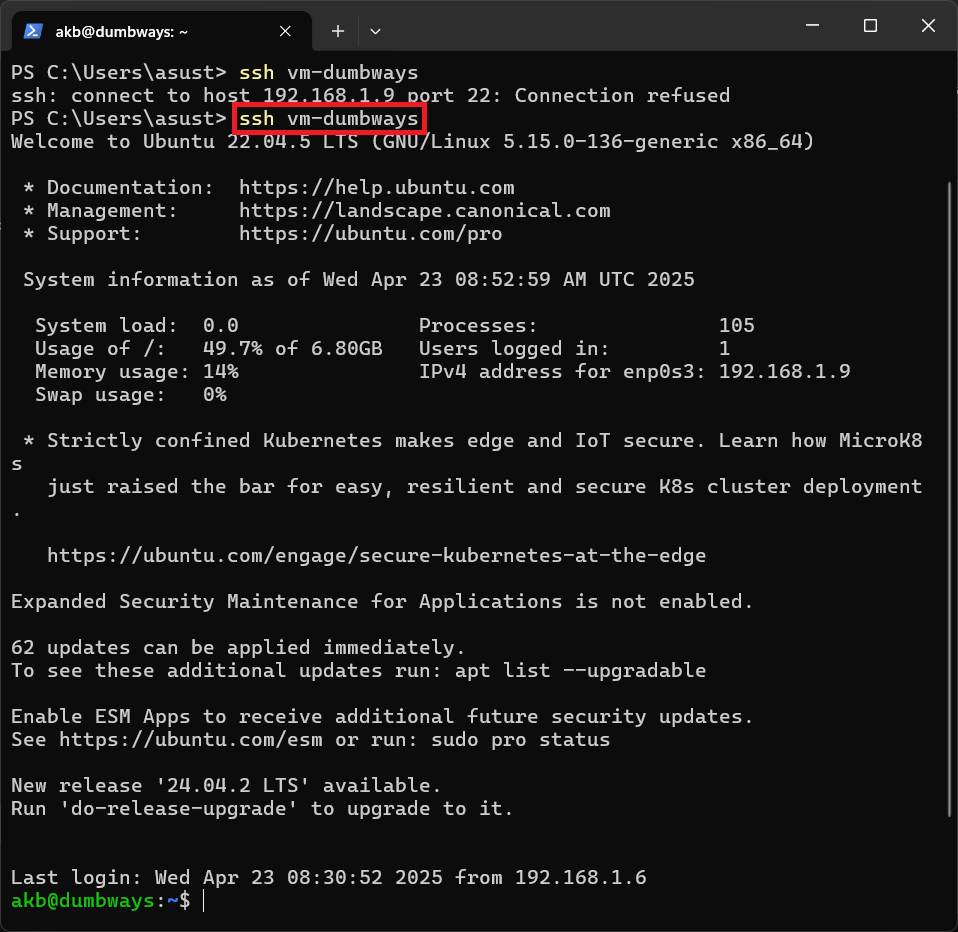 akb@dumbways: ~
PS C:\Users\asust> ssh vm-dumbways
ssh: connect to host 192.168.1.9 port 22: Connection refused
PS C:\Users\asust> ssh vm-dumbways
Welcome to Ubuntu 22.04.5 LTS (GNU/Linux 5.15.0-136-generic x86_64)
* Documentation:  https://help.ubuntu.com
* Management:     https://landscape.canonical.com
* Support:        https://ubuntu.com/pro
System information as of Wed Apr 23 08:52:59 AM UTC 2025
System load:  0.0               Processes:               105
Usage of /:   49.7% of 6.80GB   Users logged in:         1
Memory usage: 14%               IPv4 address for enp0s3: 192.168.1.9
Swap usage:   0%
* Strictly confined Kubernetes makes edge and IoT secure. Learn how MicroK8
s
just raised the bar for easy, resilient and secure K8s cluster deployment
.
https://ubuntu.com/engage/secure-kubernetes-at-the-edge
Expanded Security Maintenance for Applications is not enabled.
62 updates can be applied immediately.
To see these additional updates run: apt list --upgradable
Enable ESM Apps to receive additional future security updates.
See https://ubuntu.com/esm or run: sudo pro status
New release '24.04.2 LTS' available.
Run 'do-release-upgrade' to upgrade to it.
Last login: Wed Apr 23 08:30:52 2025 from 192.168.1.6
akb@dumbways:~$